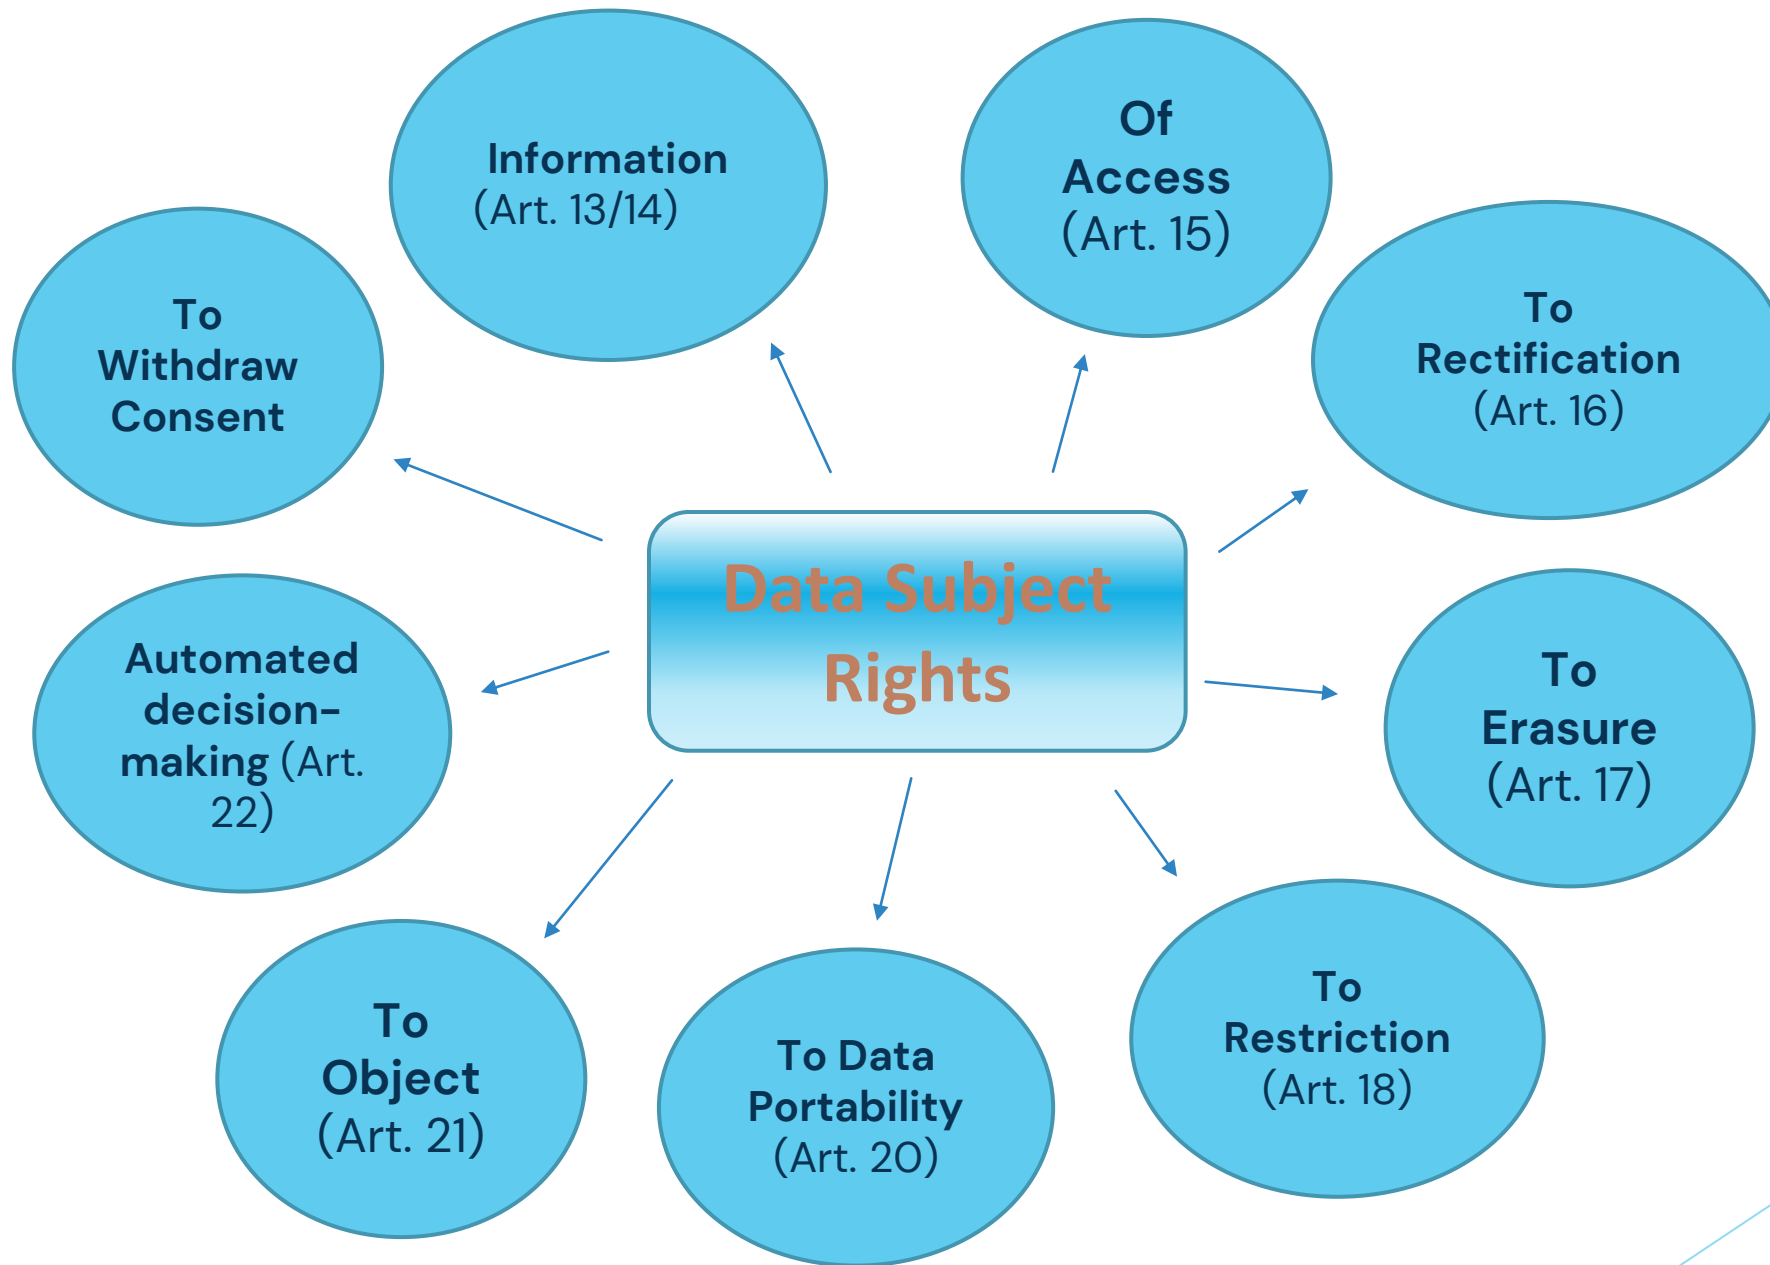 Information
(Art. 13/14)
Of
Access
(Art. 15)
To
Rectification
(Art. 16)
To
Withdraw
Consent
Data Subject
Rights
Automated
decision-
making (Art.
22)
To
Erasure
(Art. 17)
To
Object
(Art. 21)
To Data
Portability
(Art. 20)
To
Restriction
(Art. 18)